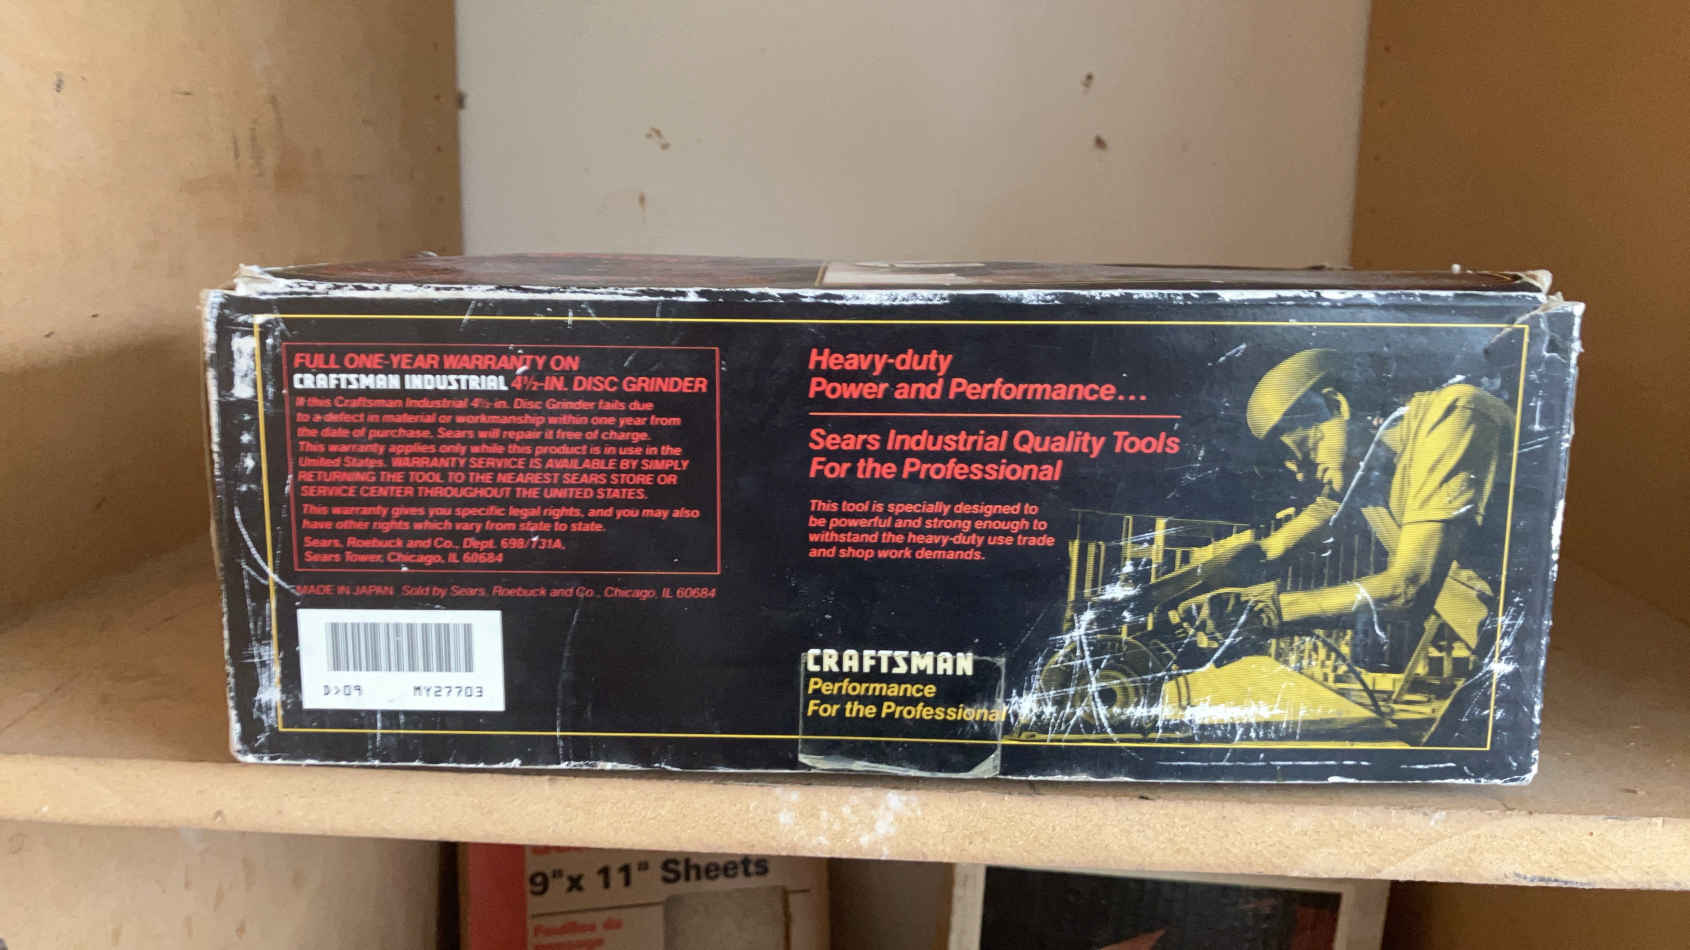 FULL ONE-YEAR WARRANTY ON
CRAFTSMAN INDUSTRIAL 4½-IN. DISC GRINDER
If this Craftsman Industrial 4½-in. Disc Grinder fails due
to a defect in material or workmanship within one year from
the date of purchase, Sears will repair it free of charge.
This warranty applies only while this product is in use in the
United States. WARRANTY SERVICE IS AVAILABLE BY SIMPLY
RETURNING THE TOOL TO THE NEAREST SEARS STORE OR
SERVICE CENTER THROUGHOUT THE UNITED STATES.
This warranty gives you specific legal rights, and you may also
have other rights which vary from state to state.
Sears, Roebuck and Co., Dept. 698/731A,
Sears Tower, Chicago, IL 60684
MADE IN JAPAN Sold by Sears, Roebuck and Co., Chicago, IL 60684
D>09 MY27703
Heavy-duty
Power and Performance...
Sears Industrial Quality Tools
For the Professional
This tool is specially designed to
be powerful and strong enough to
withstand the heavy-duty use trade
and shop work demands.
CRAFTSMAN
Performance
For the Professional
9"x 11" Sheets
Feuilles de